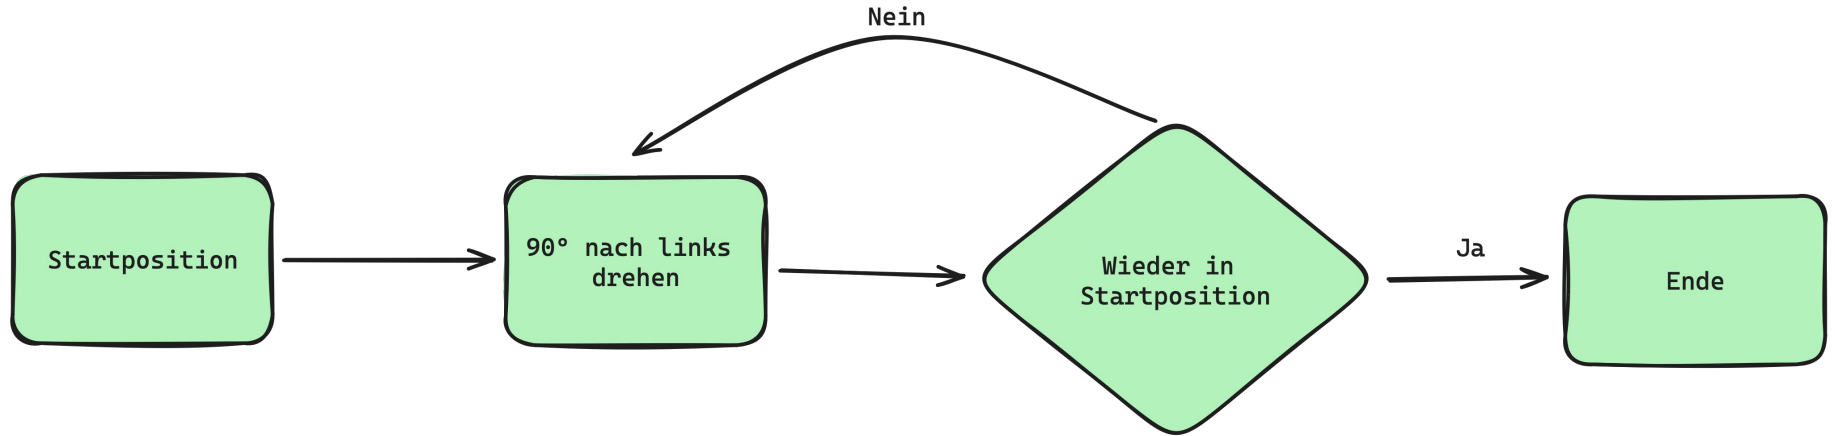 Nein
Startposition
90° nach links
drehen
Wieder in
Startposition
Ja
Ende